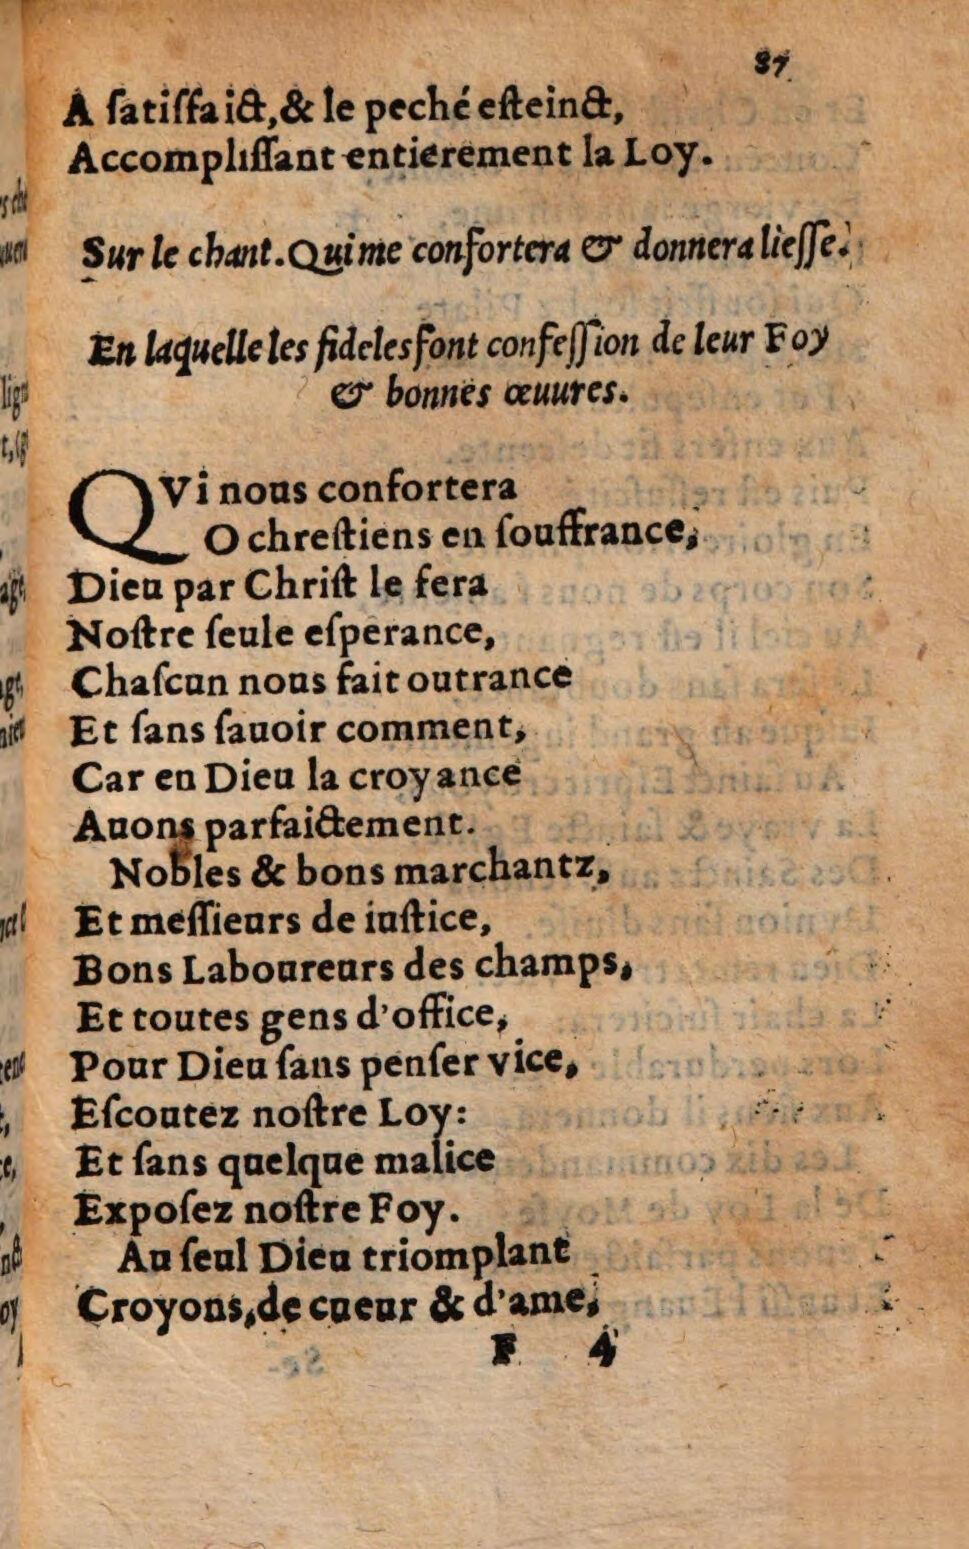 87
A ſatiſfaict, & le peché eſteinct,
Accompliſſant entierement la Loy.
Sur le chant. Qui me confortera & donnera lieſſe.
En laquelle les fideles font confeſſion de leur Foy
& bonnes œuures.
QVi nous confortera
O chreſtiens en ſouffrance,
Dieu par Chriſt le fera
Noſtre ſeule eſperance,
Chaſcun nous fait outrance
Et ſans ſauoir comment,
Car en Dieu la croyance
Auons parfaictement.
Nobles & bons marchantz,
Et meſſieurs de iuſtice,
Bons Laboureurs des champs,
Et toutes gens d'office,
Pour Dieu ſans penſer vice,
Eſcoutez noſtre Loy:
Et ſans quelque malice
Expoſez noſtre Foy.
Au ſeul Dieu triomplant
Croyons, de cueur & d'ame,
F 4